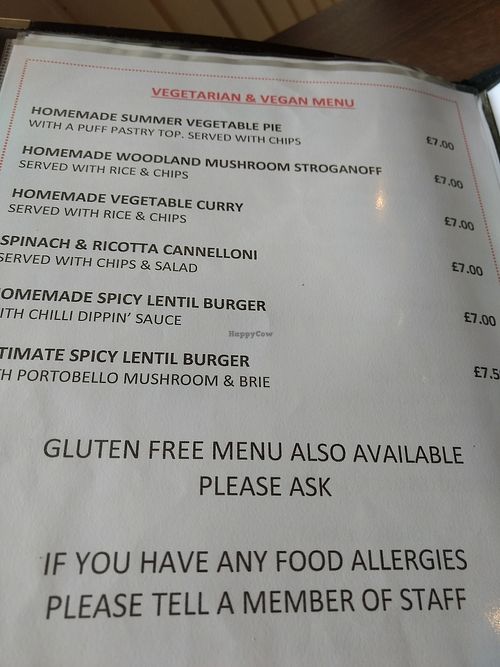 VEGETARIAN & VEGAN MENU
HOMEMADE SUMMER VEGETABLE PIE £7.00
WITH A PUFF PASTRY TOP. SERVED WITH CHIPS
HOMEMADE WOODLAND MUSHROOM STROGANOFF £7.00
SERVED WITH RICE & CHIPS
HOMEMADE VEGETABLE CURRY £7.00
SERVED WITH RICE & CHIPS
SPINACH & RICOTTA CANNELLONI £7.00
SERVED WITH CHIPS & SALAD
OMEMADE SPICY LENTIL BURGER £7.00
ITH CHILLI DIPPIN' SAUCE
HappyCow
TIMATE SPICY LENTIL BURGER £7.5
TH PORTOBELLO MUSHROOM & BRIE
GLUTEN FREE MENU ALSO AVAILABLE
PLEASE ASK
IF YOU HAVE ANY FOOD ALLERGIES
PLEASE TELL A MEMBER OF STAFF